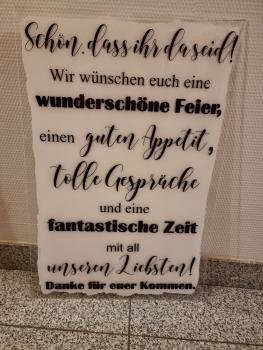 Schön, dass ihr da seid!
Wir wünschen euch eine
wunderschöne Feier,
einen guten Appetit,
tolle Gespräche
und eine
fantastische Zeit
mit all
unseren Liebsten!
Danke für euer Kommen.